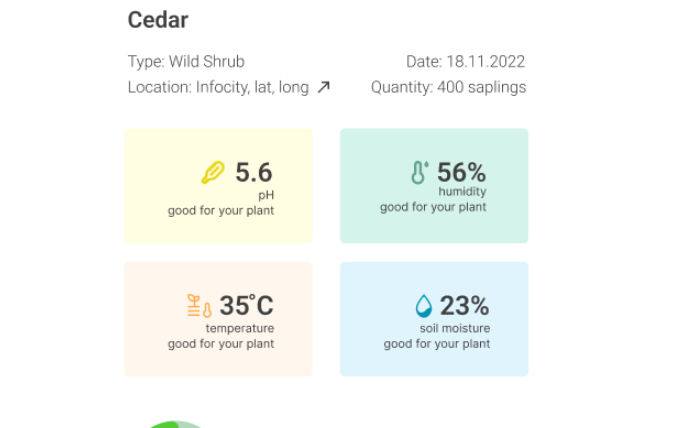 Cedar
Type: Wild Shrub
Date: 18.11.2022
Location: Infocity, lat, long
Quantity: 400 saplings
5.6
pH
good for your plant
56%
humidity
good for your plant
35°C
temperature
good for your plant
23%
soil moisture
good for your plant